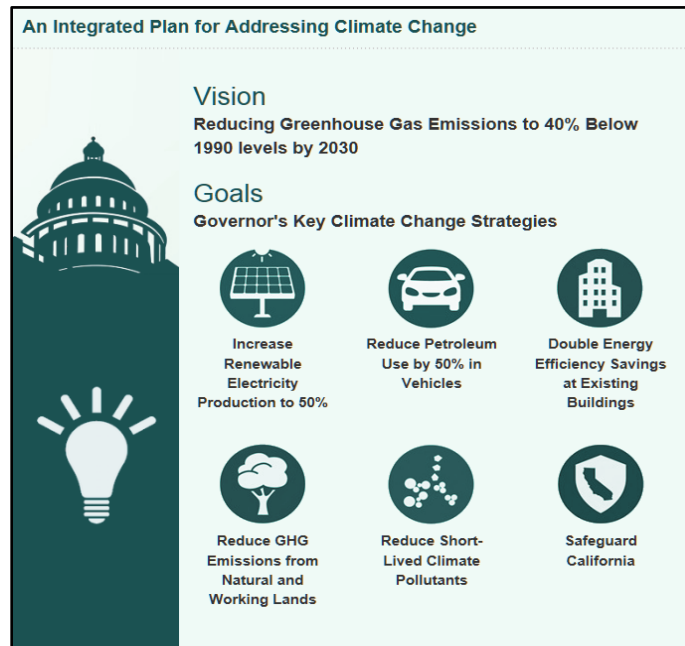 An Integrated Plan for Addressing Climate Change
Vision
Reducing Greenhouse Gas Emissions to 40% Below
1990 levels by 2030
Goals
Governor's Key Climate Change Strategies
Increase
Renewable
Electricity
Production to 50%
Reduce Petroleum
Use by 50% in
Vehicles
Double Energy
Efficiency Savings
at Existing
Buildings
Reduce GHG
Emissions from
Natural and
Working Lands
Reduce Short-
Lived Climate
Pollutants
Safeguard
California